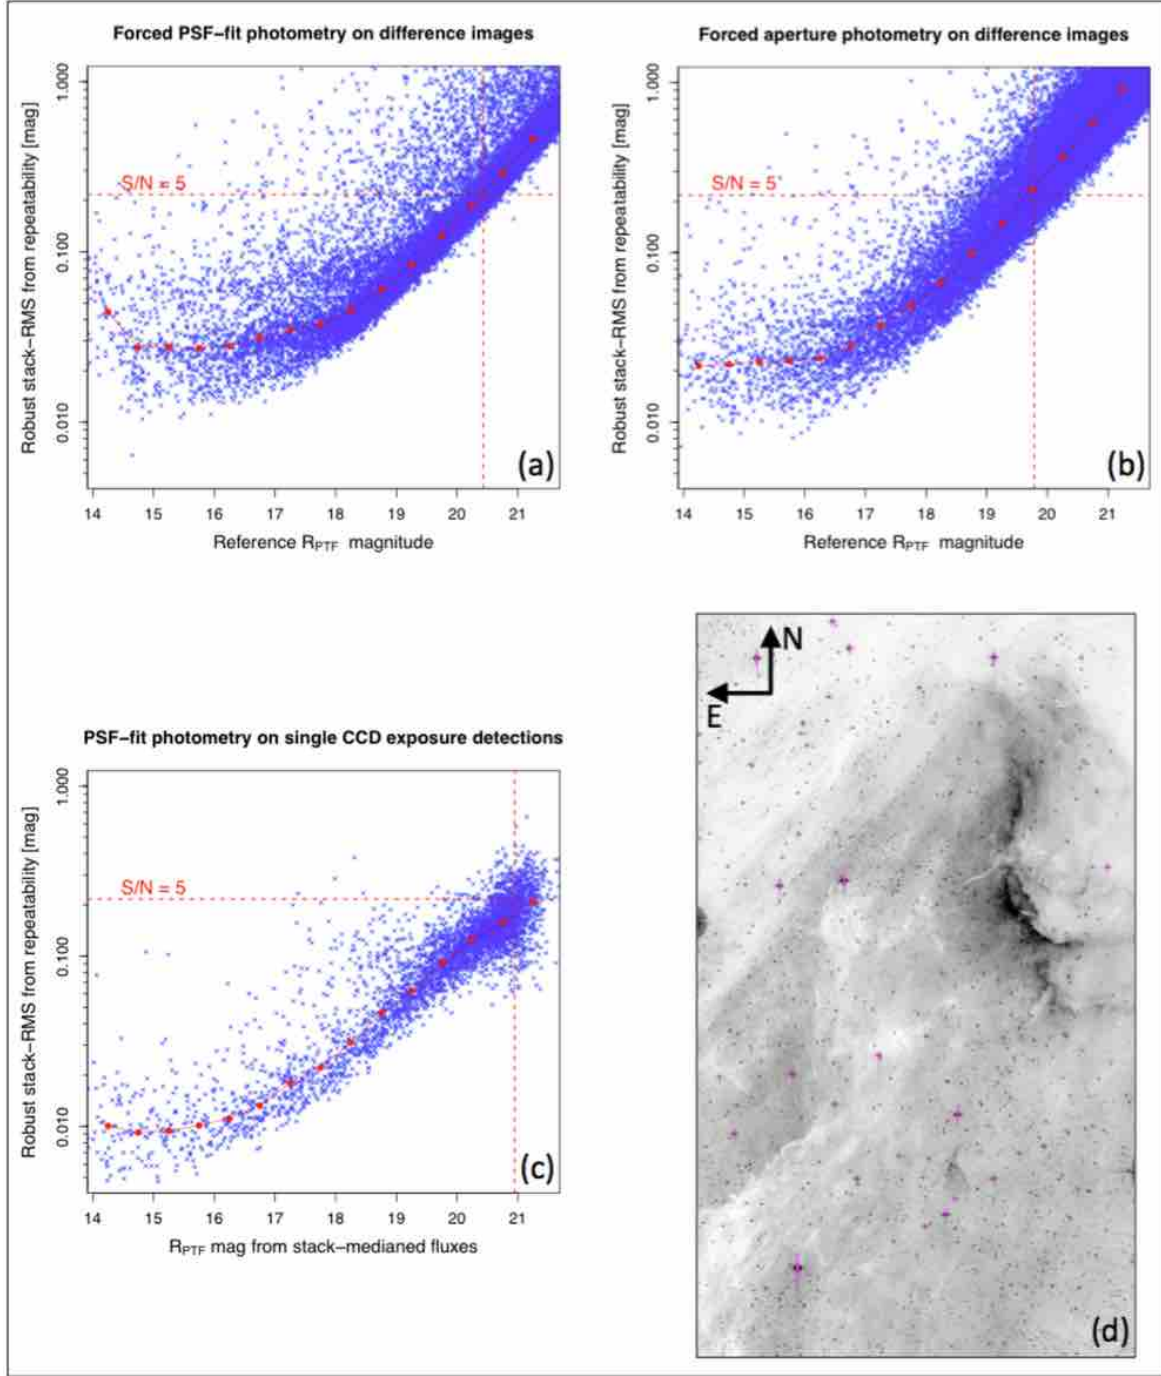 Forced PSF−fit photometry on difference images
Robust stack−RMS from repeatability [mag]
1.000
0.100
0.010
S/N = 5
(a)
14 15 16 17 18 19 20 21
Reference R_PTF magnitude
Forced aperture photometry on difference images
Robust stack−RMS from repeatability [mag]
1.000
0.100
0.010
S/N = 5
(b)
14 15 16 17 18 19 20 21
Reference R_PTF magnitude
PSF−fit photometry on single CCD exposure detections
Robust stack−RMS from repeatability [mag]
1.000
0.100
0.010
S/N = 5
(c)
14 15 16 17 18 19 20 21
R_PTF mag from stack−medianed fluxes
N
E
(d)